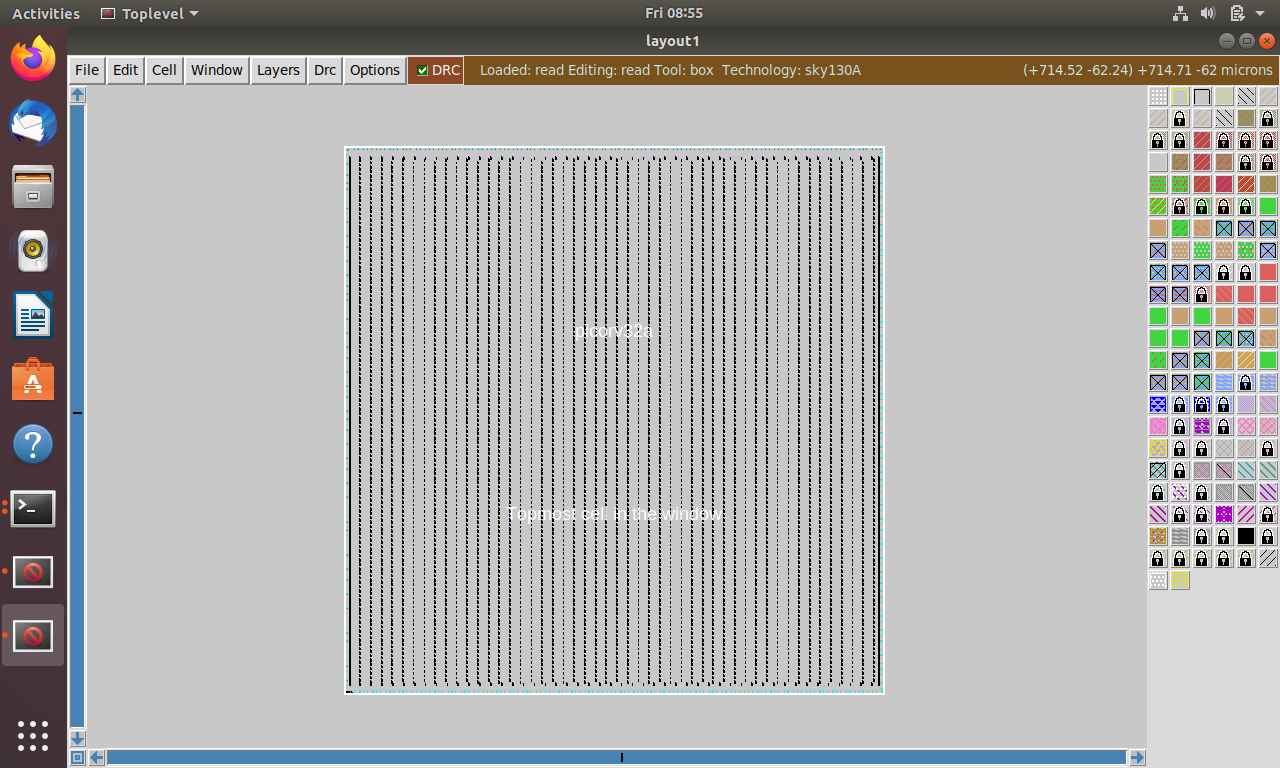 Activities Toplevel Fri 08:55
layout1
File Edit Cell Window Layers Drc Options DRC Loaded: read Editing: read Tool: box Technology: sky130A (+714.52 -62.24) +714.71 -62 microns
picorv32a
Topmost cell in the window